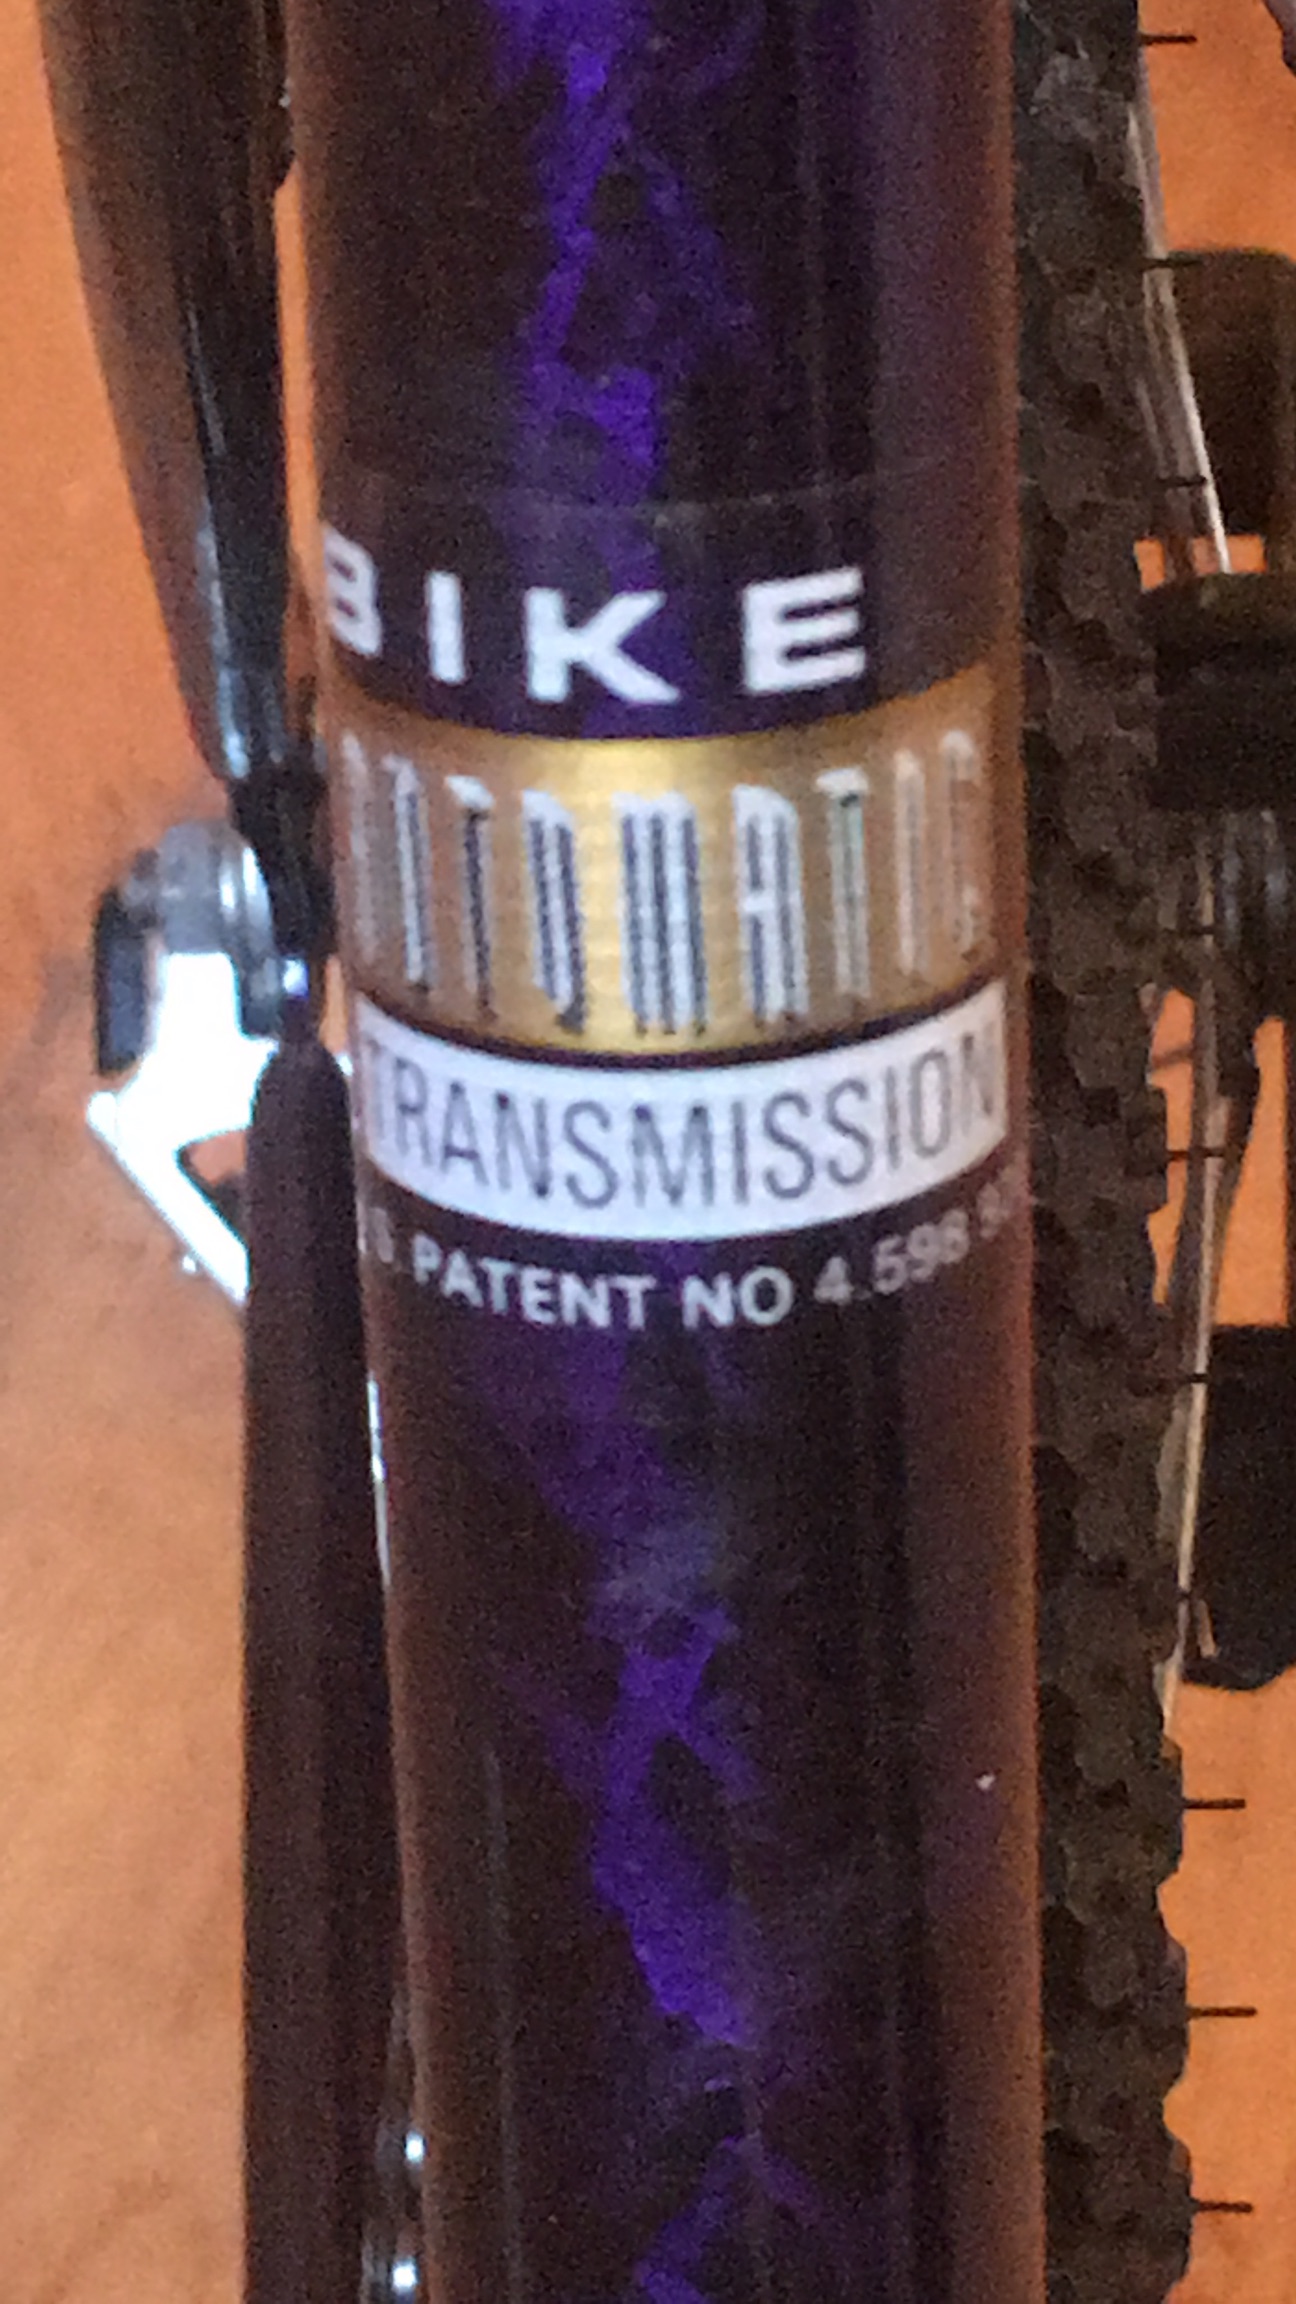 BIKE
AUTOMATIC
TRANSMISSION
PATENT NO 4.598